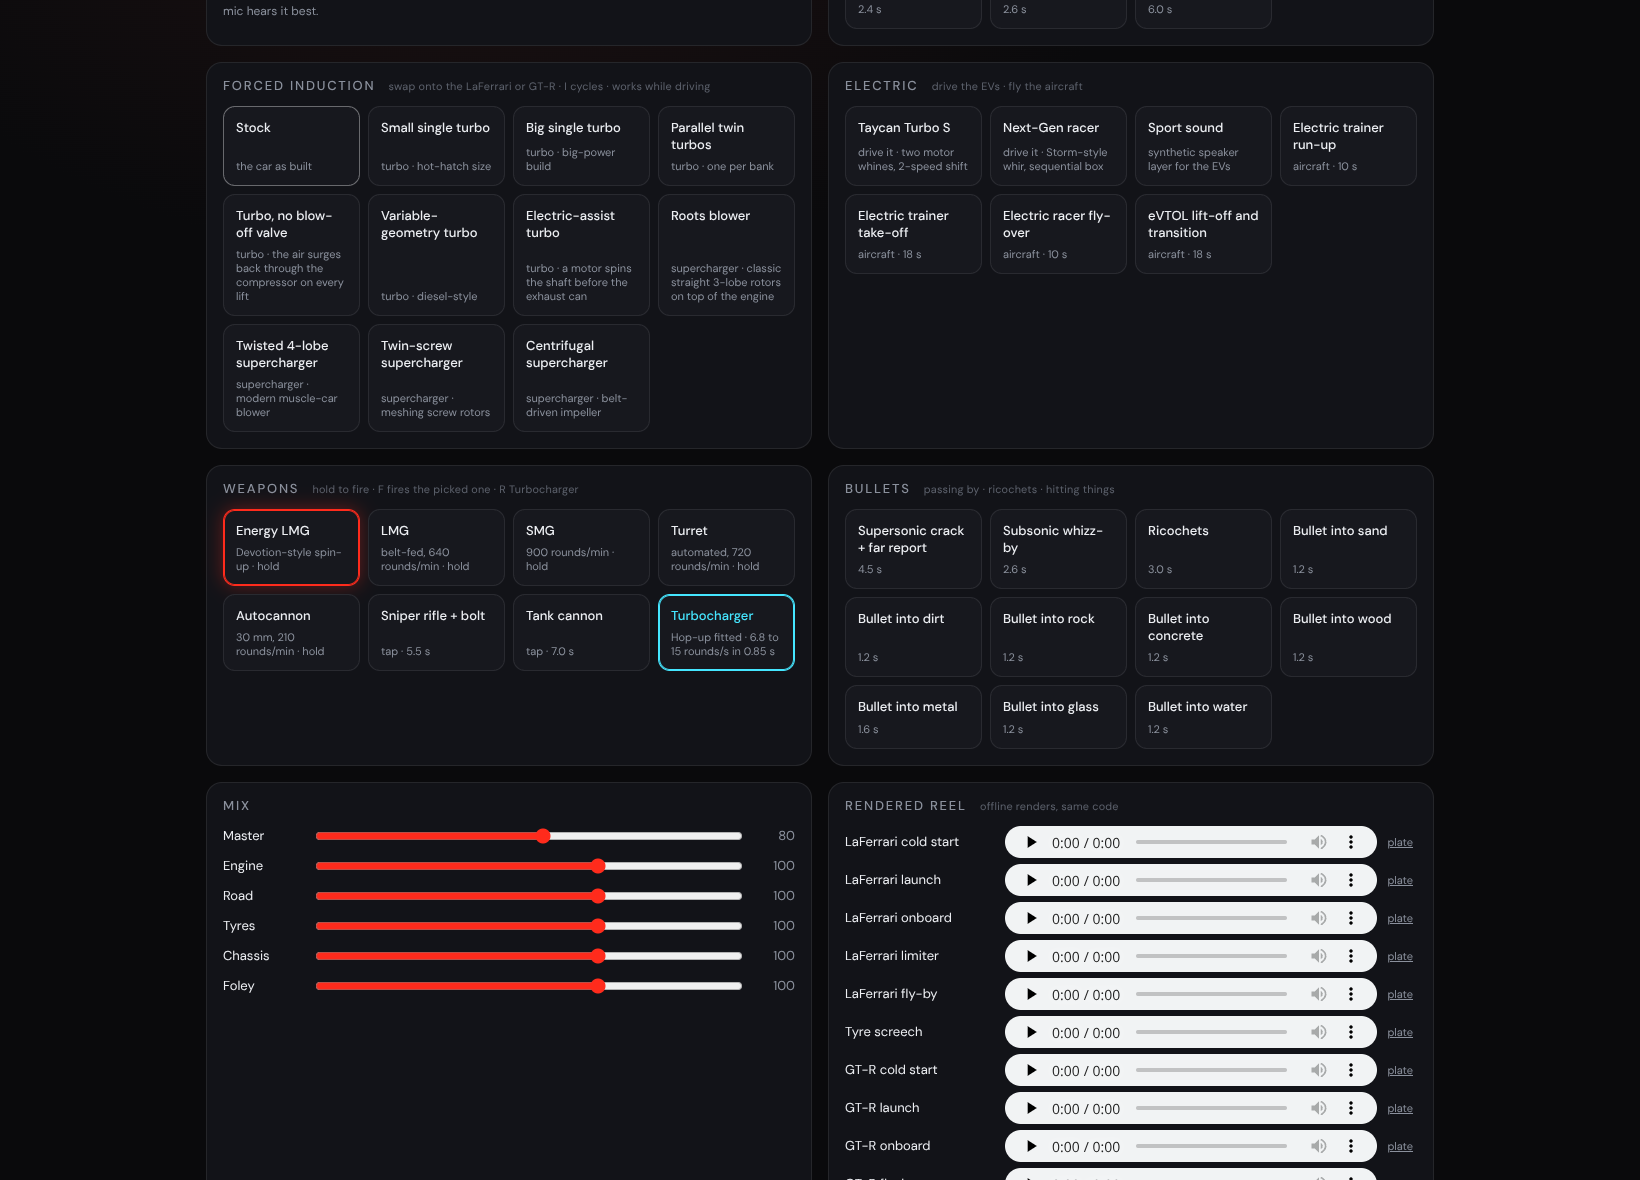 mic hears it best.
2.4 s
2.6 s
6.0 s
FORCED INDUCTION swap onto the LaFerrari or GT-R · I cycles · works while driving
Stock
the car as built
Small single turbo
turbo · hot-hatch size
Big single turbo
turbo · big-power
build
Parallel twin
turbos
turbo · one per bank
Turbo, no blow-
off valve
turbo · the air surges
back through the
compressor on every
lift
Variable-
geometry turbo
turbo · diesel-style
Electric-assist
turbo
turbo · a motor spins
the shaft before the
exhaust can
Roots blower
supercharger · classic
straight 3-lobe rotors
on top of the engine
Twisted 4-lobe
supercharger
supercharger ·
modern muscle-car
blower
Twin-screw
supercharger
supercharger ·
meshing screw rotors
Centrifugal
supercharger
supercharger · belt-
driven impeller
ELECTRIC drive the EVs · fly the aircraft
Taycan Turbo S
drive it · two motor
whines, 2-speed shift
Next-Gen racer
drive it · Storm-style
whir, sequential box
Sport sound
synthetic speaker
layer for the EVs
Electric trainer
run-up
aircraft · 10 s
Electric trainer
take-off
aircraft · 18 s
Electric racer fly-
over
aircraft · 10 s
eVTOL lift-off and
transition
aircraft · 18 s
WEAPONS hold to fire · F fires the picked one · R Turbocharger
Energy LMG
Devotion-style spin-
up · hold
LMG
belt-fed, 640
rounds/min · hold
SMG
900 rounds/min ·
hold
Turret
automated, 720
rounds/min · hold
Autocannon
30 mm, 210
rounds/min · hold
Sniper rifle + bolt
tap · 5.5 s
Tank cannon
tap · 7.0 s
Turbocharger
Hop-up fitted · 6.8 to
15 rounds/s in 0.85 s
BULLETS passing by · ricochets · hitting things
Supersonic crack
+ far report
4.5 s
Subsonic whizz-
by
2.6 s
Ricochets
3.0 s
Bullet into sand
1.2 s
Bullet into dirt
1.2 s
Bullet into rock
1.2 s
Bullet into
concrete
1.2 s
Bullet into wood
1.2 s
Bullet into metal
1.6 s
Bullet into glass
1.2 s
Bullet into water
1.2 s
MIX
Master 80
Engine 100
Road 100
Tyres 100
Chassis 100
Foley 100
RENDERED REEL offline renders, same code
LaFerrari cold start 0:00 / 0:00 plate
LaFerrari launch 0:00 / 0:00 plate
LaFerrari onboard 0:00 / 0:00 plate
LaFerrari limiter 0:00 / 0:00 plate
LaFerrari fly-by 0:00 / 0:00 plate
Tyre screech 0:00 / 0:00 plate
GT-R cold start 0:00 / 0:00 plate
GT-R launch 0:00 / 0:00 plate
GT-R onboard 0:00 / 0:00 plate